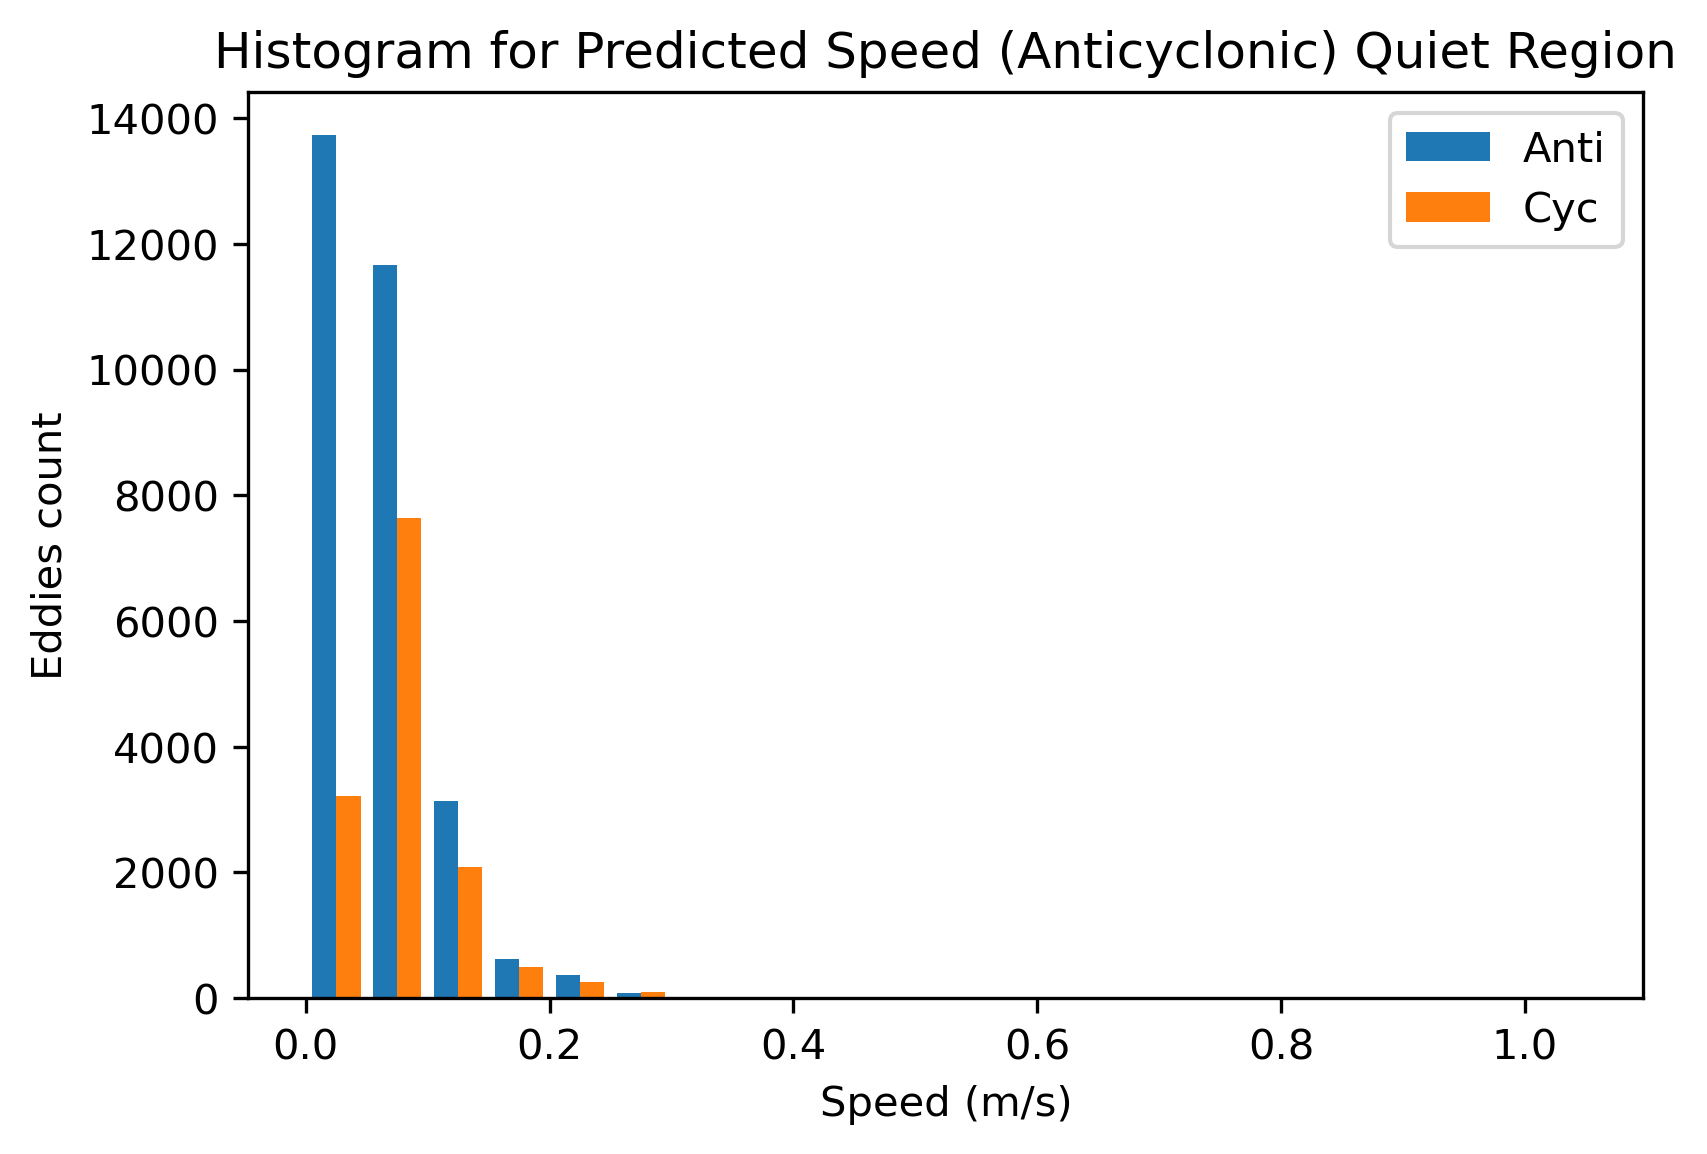 Histogram for Predicted Speed (Anticyclonic) Quiet Region
14000
12000
10000
8000
6000
4000
2000
0
Eddies count
Anti
Cyc
0.0 0.2 0.4 0.6 0.8 1.0
Speed (m/s)